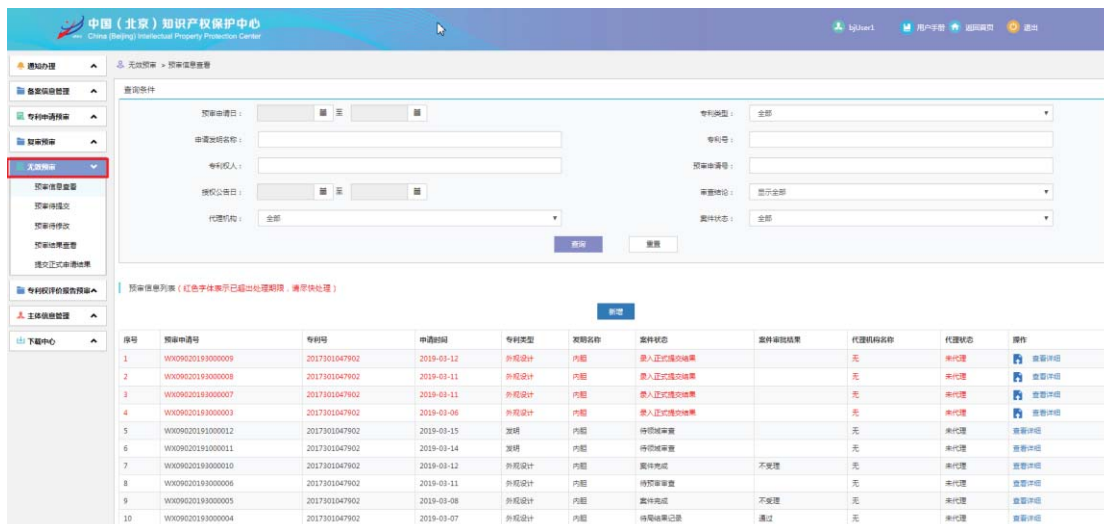 中国（北京）知识产权保护中心
China (Beijing) Intellectual Property Protection Center
bjUser1 用户手册 返回首页 退出
通知办理
备案信息管理
专利申请预审
复审预审
无效预审
预审信息查看
预审待提交
预审待修改
预审结果查看
提交正式申请结果
专利权评价报告预审
主体信息管理
下载中心
无效预审 > 预审信息查看
查询条件
预审申请日： 至 专利类型： 全部
申请发明名称： 专利号：
专利权人： 预审申请号：
授权公告日： 至 审查结论： 显示全部
代理机构： 全部 案件状态： 全部
查询 重置
预审信息列表（红色字体表示已超出处理期限，请尽快处理）
新增
序号 预审申请号 专利号 申请时间 专利类型 发明名称 案件状态 案件审批结果 代理机构名称 代理状态 操作
1 WX09020193000009 2017301047902 2019-03-12 外观设计 内胆 录入正式提交结果 无 未代理 查看详细
2 WX09020193000008 2017301047902 2019-03-11 外观设计 内胆 录入正式提交结果 无 未代理 查看详细
3 WX09020193000007 2017301047902 2019-03-11 外观设计 内胆 录入正式提交结果 无 未代理 查看详细
4 WX09020193000003 2017301047902 2019-03-06 外观设计 内胆 录入正式提交结果 无 未代理 查看详细
5 WX09020191000012 2017301047902 2019-03-15 发明 内胆 待领域审查 无 未代理 查看详细
6 WX09020191000011 2017301047902 2019-03-14 发明 内胆 待领域审查 无 未代理 查看详细
7 WX09020193000010 2017301047902 2019-03-12 外观设计 内胆 案件完成 不受理 无 未代理 查看详细
8 WX09020193000006 2017301047902 2019-03-11 外观设计 内胆 待预审审查 无 未代理 查看详细
9 WX09020193000005 2017301047902 2019-03-08 外观设计 内胆 案件完成 不受理 无 未代理 查看详细
10 WX09020193000004 2017301047902 2019-03-07 外观设计 内胆 待局结果记录 通过 无 未代理 查看详细